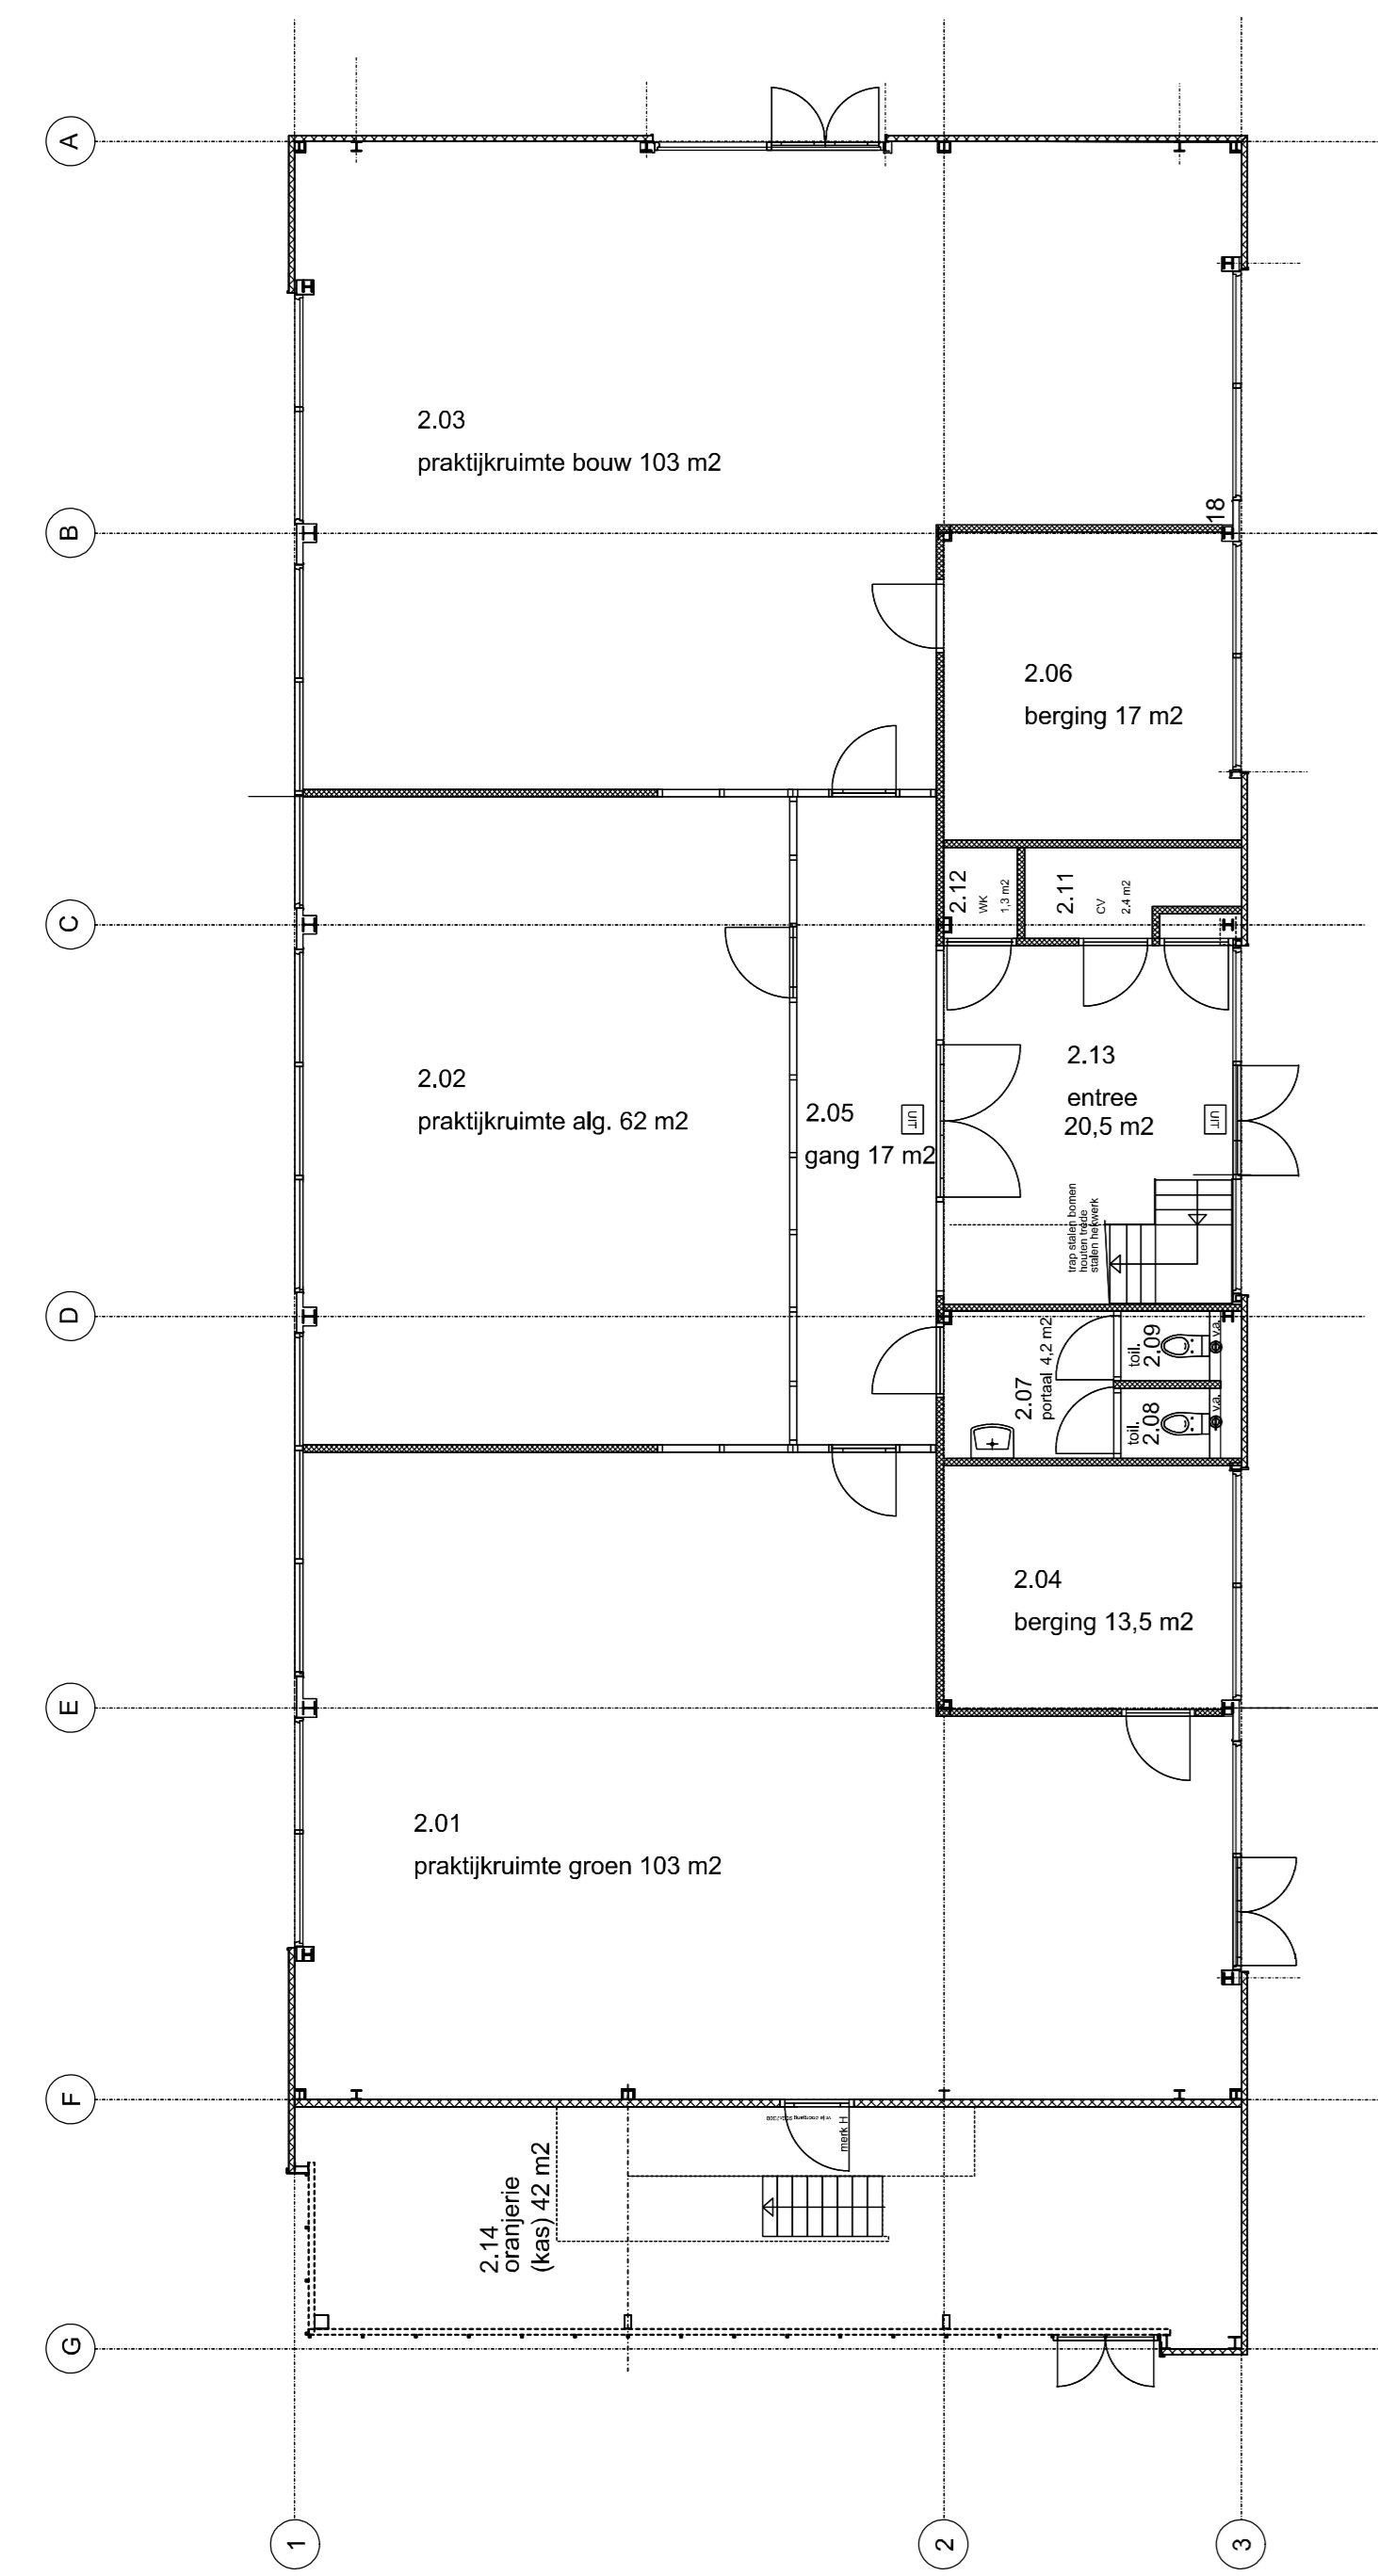 A
2.03
praktijkruimte bouw 103 m2
B
18
2.06
berging 17 m2
2.12
WK
1,3 m2
2.11
CV
2.4 m2
C
2.02
praktijkruimte alg. 62 m2
2.05
gang 17 m2
UIT
2.13
entree
20,5 m2
UIT
trap stalen bomen
houten trede
stalen hekwerk
D
2.07
portaal 4,2 m2
toil.
2.09
v.a.
toil.
2.08
v.a.
2.04
berging 13,5 m2
E
2.01
praktijkruimte groen 103 m2
F
merk H
2.14
oranjerie
(kas) 42 m2
G
1
2
3